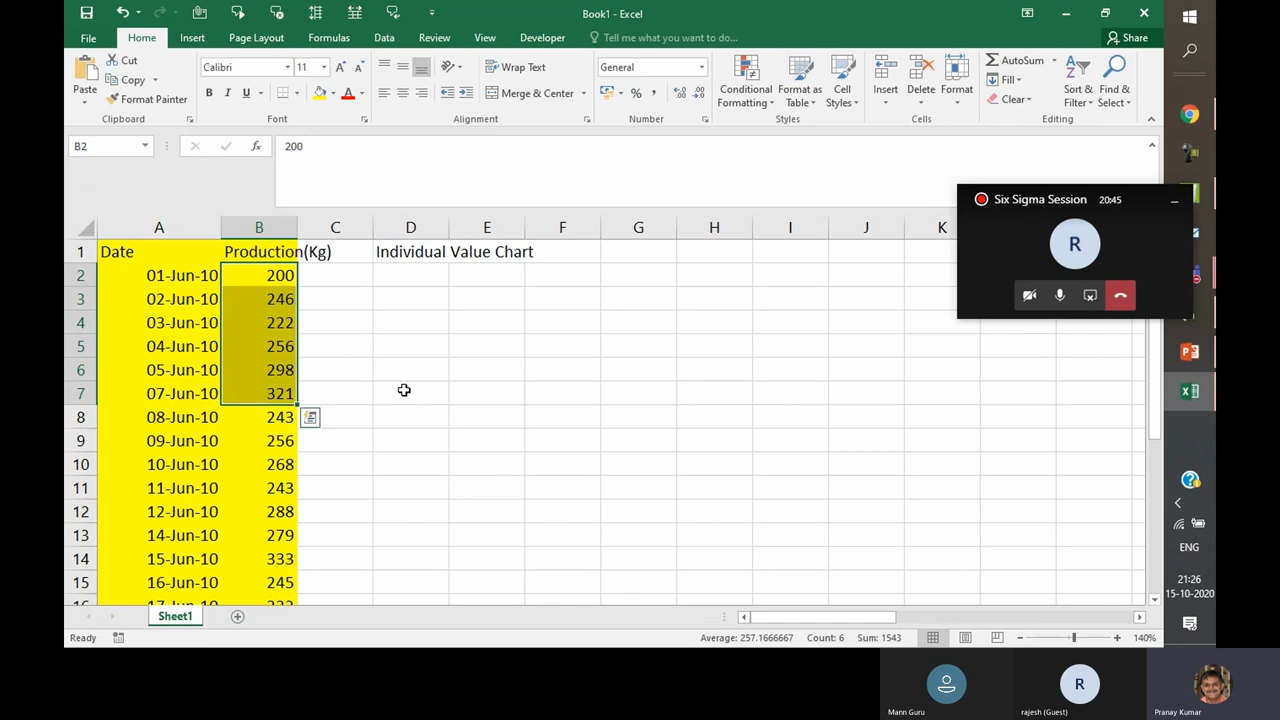 Book1 - Excel
File Home Insert Page Layout Formulas Data Review View Developer Tell me what you want to do... Share
Cut
Copy
Format Painter
Paste
Clipboard
Calibri 11
B I U
Font
Wrap Text
Merge & Center
Alignment
General
% ,
Number
Conditional Formatting
Format as Table
Cell Styles
Styles
Insert Delete Format
Cells
AutoSum
Fill
Clear
Sort & Filter
Find & Select
Editing
B2 fx 200
A B C D E F G H I J K
1 Date Production(Kg) Individual Value Chart
2 01-Jun-10 200
3 02-Jun-10 246
4 03-Jun-10 222
5 04-Jun-10 256
6 05-Jun-10 298
7 07-Jun-10 321
8 08-Jun-10 243
9 09-Jun-10 256
10 10-Jun-10 268
11 11-Jun-10 243
12 12-Jun-10 288
13 14-Jun-10 279
14 15-Jun-10 333
15 16-Jun-10 245
Six Sigma Session 20:45
R
Sheet1
Ready Average: 257.1666667 Count: 6 Sum: 1543 140%
ENG
21:26
15-10-2020
Mann Guru
R
rajesh (Guest)
Pranay Kumar